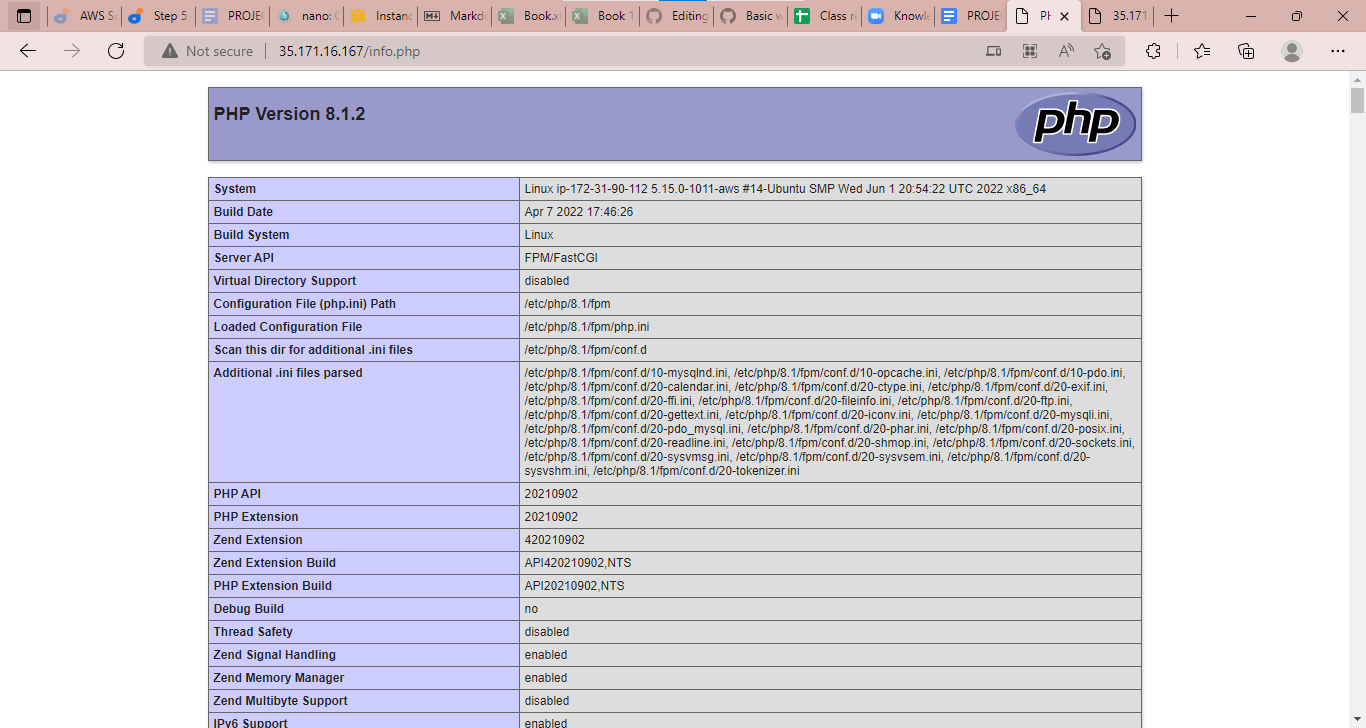 AWS S
Step 5
PROJEC
nano: C
Instanc
Markd
Book.x
Book 1
Editing
Basic w
Class re
Knowle
PROJE
PH
35.171
Not secure
35.171.16.167/info.php
PHP Version 8.1.2
php
System Linux ip-172-31-90-112 5.15.0-1011-aws #14-Ubuntu SMP Wed Jun 1 20:54:22 UTC 2022 x86_64
Build Date Apr 7 2022 17:46:26
Build System Linux
Server API FPM/FastCGI
Virtual Directory Support disabled
Configuration File (php.ini) Path /etc/php/8.1/fpm
Loaded Configuration File /etc/php/8.1/fpm/php.ini
Scan this dir for additional .ini files /etc/php/8.1/fpm/conf.d
Additional .ini files parsed /etc/php/8.1/fpm/conf.d/10-mysqlnd.ini, /etc/php/8.1/fpm/conf.d/10-opcache.ini, /etc/php/8.1/fpm/conf.d/10-pdo.ini,
/etc/php/8.1/fpm/conf.d/20-calendar.ini, /etc/php/8.1/fpm/conf.d/20-ctype.ini, /etc/php/8.1/fpm/conf.d/20-exif.ini,
/etc/php/8.1/fpm/conf.d/20-ffi.ini, /etc/php/8.1/fpm/conf.d/20-fileinfo.ini, /etc/php/8.1/fpm/conf.d/20-ftp.ini,
/etc/php/8.1/fpm/conf.d/20-gettext.ini, /etc/php/8.1/fpm/conf.d/20-iconv.ini, /etc/php/8.1/fpm/conf.d/20-mysqli.ini,
/etc/php/8.1/fpm/conf.d/20-pdo_mysql.ini, /etc/php/8.1/fpm/conf.d/20-phar.ini, /etc/php/8.1/fpm/conf.d/20-posix.ini,
/etc/php/8.1/fpm/conf.d/20-readline.ini, /etc/php/8.1/fpm/conf.d/20-shmop.ini, /etc/php/8.1/fpm/conf.d/20-sockets.ini,
/etc/php/8.1/fpm/conf.d/20-sysvmsg.ini, /etc/php/8.1/fpm/conf.d/20-sysvsem.ini, /etc/php/8.1/fpm/conf.d/20-
sysvshm.ini, /etc/php/8.1/fpm/conf.d/20-tokenizer.ini
PHP API 20210902
PHP Extension 20210902
Zend Extension 420210902
Zend Extension Build API420210902,NTS
PHP Extension Build API20210902,NTS
Debug Build no
Thread Safety disabled
Zend Signal Handling enabled
Zend Memory Manager enabled
Zend Multibyte Support disabled
IPv6 Support enabled